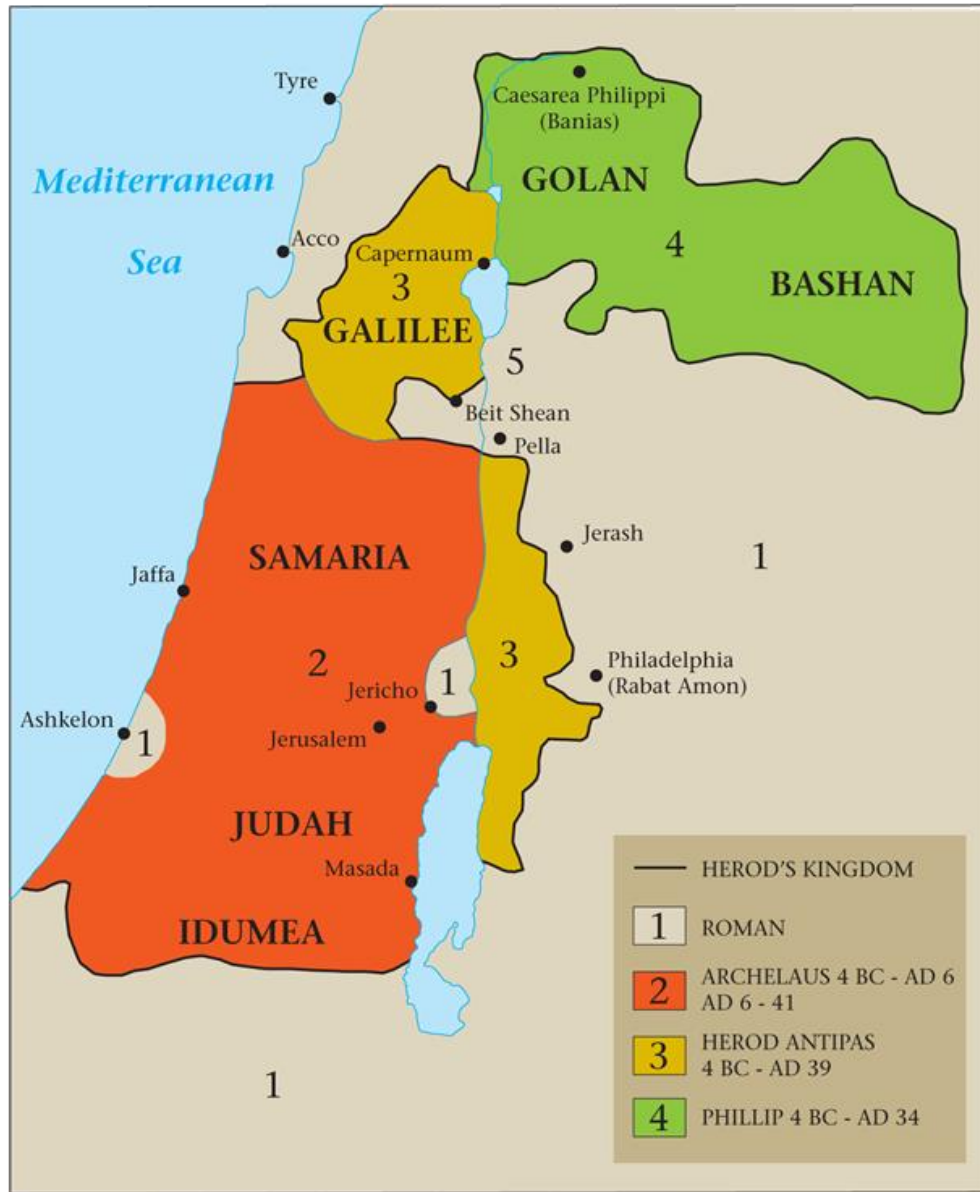 Tyre
Caesarea Philippi
(Banias)
Mediterranean
Sea
GOLAN
4
BASHAN
Acco
Capernaum
3
GALILEE
5
Beit Shean
Pella
SAMARIA
Jerash
1
Jaffa
2
3
Philadelphia
(Rabat Amon)
1
Jericho
Ashkelon
1
Jerusalem
JUDAH
Masada
IDUMEA
1
HEROD'S KINGDOM
1 ROMAN
2 ARCHELAUS 4 BC - AD 6
AD 6 - 41
3 HEROD ANTIPAS
4 BC - AD 39
4 PHILLIP 4 BC - AD 34